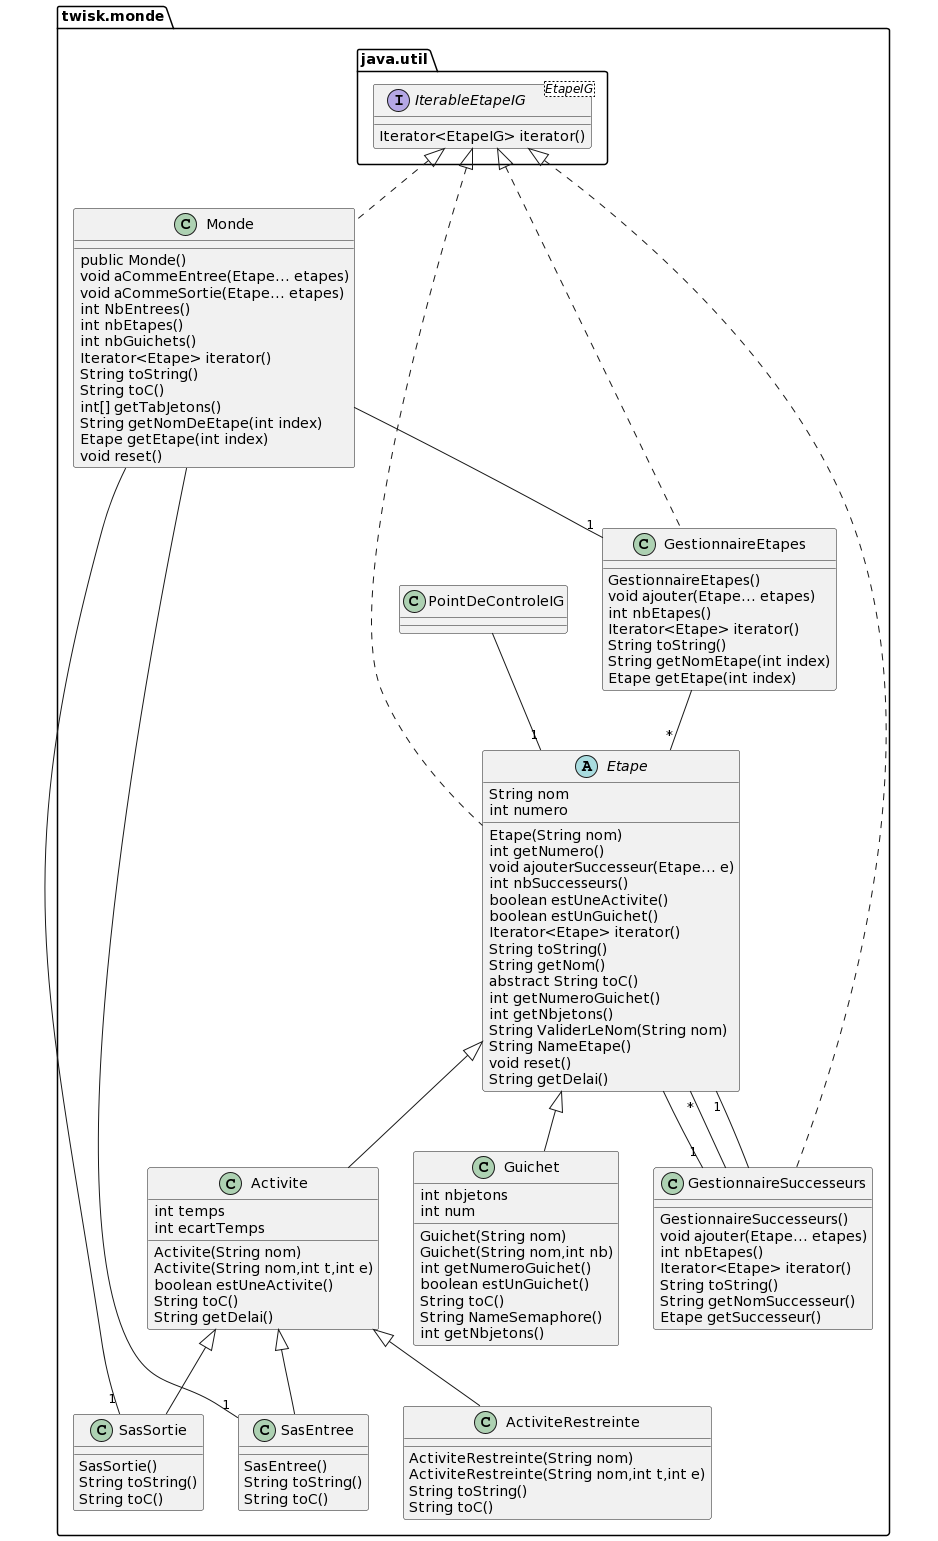 twisk.monde
java.util
I IterableEtapeIG
EtapeIG
Iterator<EtapeIG> iterator()
C Monde
public Monde()
void aCommeEntree(Etape... etapes)
void aCommeSortie(Etape... etapes)
int NbEntrees()
int nbEtapes()
int nbGuichets()
Iterator<Etape> iterator()
String toString()
String toC()
int[] getTabJetons()
String getNomDeEtape(int index)
Etape getEtape(int index)
void reset()
1
C GestionnaireEtapes
GestionnaireEtapes()
void ajouter(Etape... etapes)
int nbEtapes()
Iterator<Etape> iterator()
String toString()
String getNomEtape(int index)
Etape getEtape(int index)
C PointDeControleIG
1
*
A Etape
String nom
int numero
Etape(String nom)
int getNumero()
void ajouterSuccesseur(Etape... e)
int nbSuccesseurs()
boolean estUneActivite()
boolean estUnGuichet()
Iterator<Etape> iterator()
String toString()
String getNom()
abstract String toC()
int getNumeroGuichet()
int getNbjetons()
String ValiderLeNom(String nom)
String NameEtape()
void reset()
String getDelai()
*
1
1
C Activite
int temps
int ecartTemps
Activite(String nom)
Activite(String nom,int t,int e)
boolean estUneActivite()
String toC()
String getDelai()
C Guichet
int nbjetons
int num
Guichet(String nom)
Guichet(String nom,int nb)
int getNumeroGuichet()
boolean estUnGuichet()
String toC()
String NameSemaphore()
int getNbjetons()
C GestionnaireSuccesseurs
GestionnaireSuccesseurs()
void ajouter(Etape... etapes)
int nbEtapes()
Iterator<Etape> iterator()
String toString()
String getNomSuccesseur()
Etape getSuccesseur()
1
1
C SasSortie
SasSortie()
String toString()
String toC()
C SasEntree
SasEntree()
String toString()
String toC()
C ActiviteRestreinte
ActiviteRestreinte(String nom)
ActiviteRestreinte(String nom,int t,int e)
String toString()
String toC()